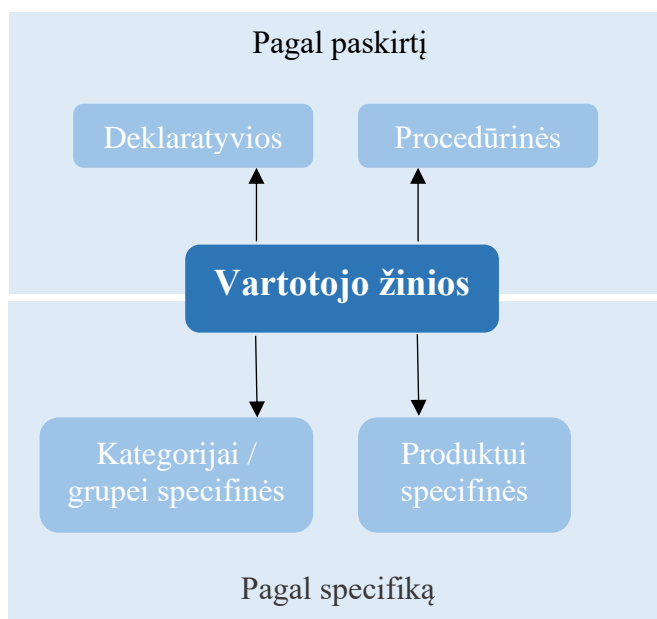 Pagal paskirtį
Deklaratyvios
Procedūrinės
Vartotojo žinios
Kategorijai /
grupei specifinės
Produktui
specifinės
Pagal specifiką